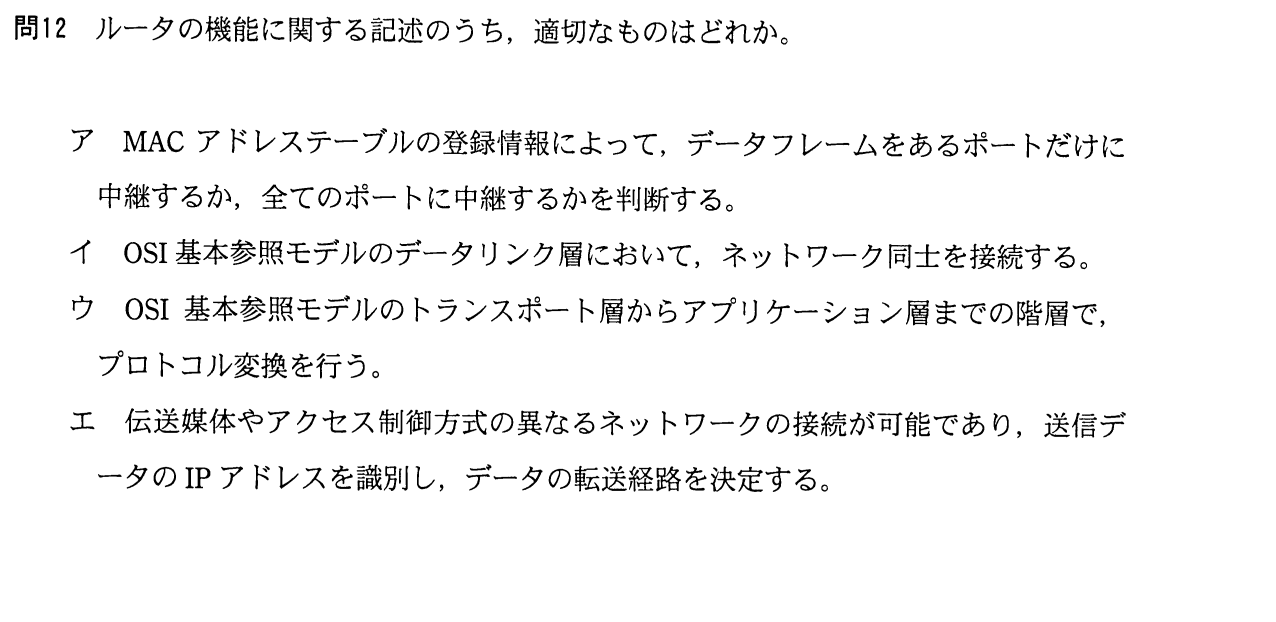 問12 ルータの機能に関する記述のうち，適切なものはどれか。
ア MAC アドレステーブルの登録情報によって，データフレームをあるポートだけに
中継するか，全てのポートに中継するかを判断する。
イ OSI 基本参照モデルのデータリンク層において，ネットワーク同士を接続する。
ウ OSI 基本参照モデルのトランスポート層からアプリケーション層までの階層で，
プロトコル変換を行う。
エ 伝送媒体やアクセス制御方式の異なるネットワークの接続が可能であり，送信デ
ータの IP アドレスを識別し，データの転送経路を決定する。